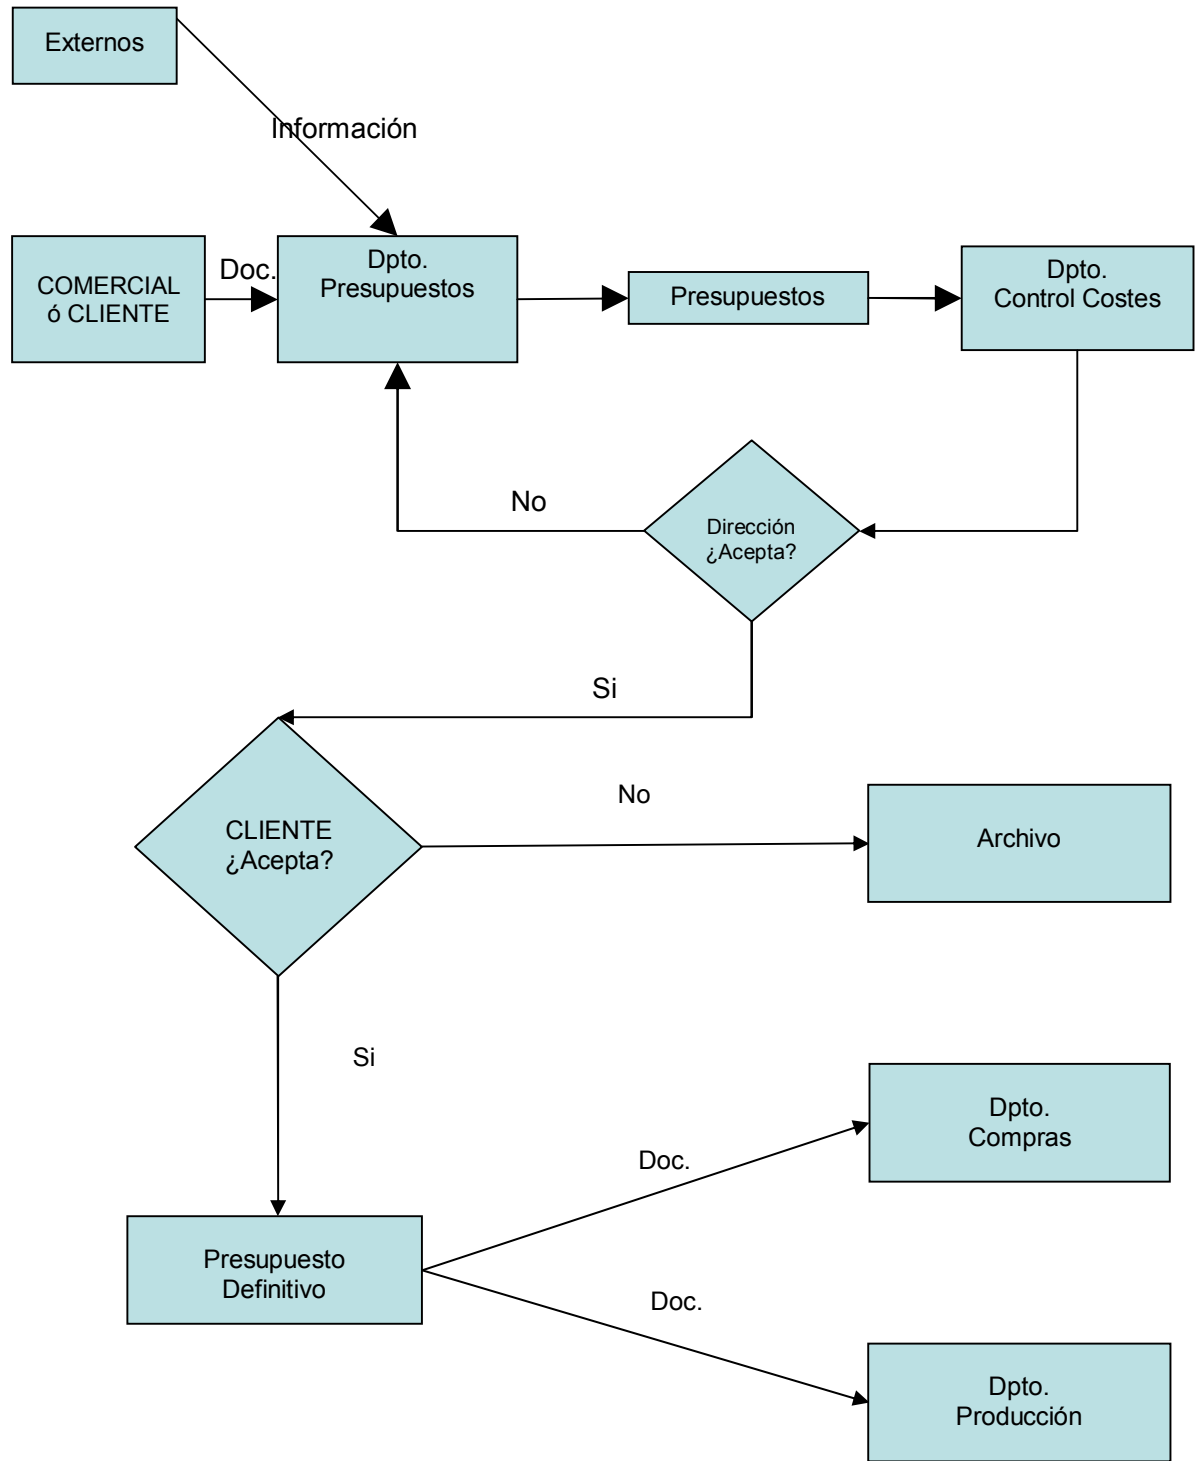 Externos
Información
COMERCIAL
ó CLIENTE
Doc.
Dpto.
Presupuestos
Presupuestos
Dpto.
Control Costes
No
Dirección
¿Acepta?
Si
CLIENTE
¿Acepta?
No
Archivo
Si
Dpto.
Compras
Doc.
Presupuesto
Definitivo
Doc.
Dpto.
Producción